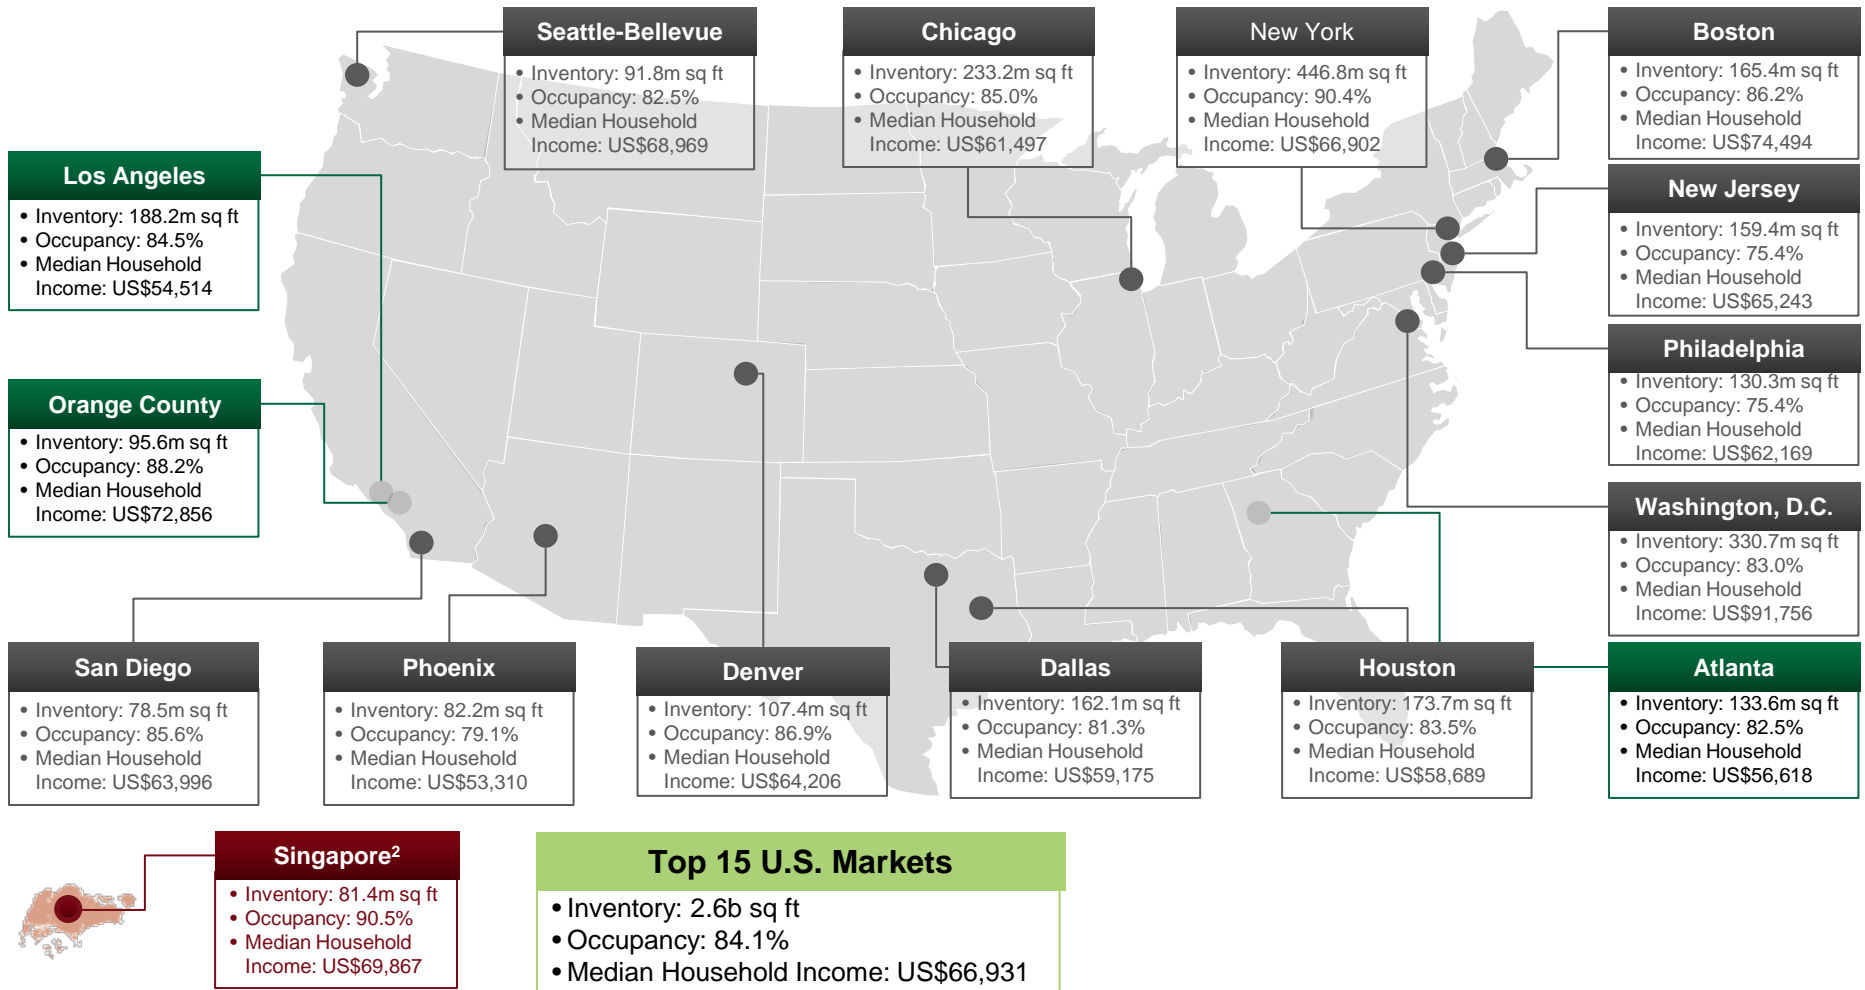 Seattle-Bellevue
• Inventory: 91.8m sq ft
• Occupancy: 82.5%
• Median Household
Income: US$68,969
Chicago
• Inventory: 233.2m sq ft
• Occupancy: 85.0%
• Median Household
Income: US$61,497
New York
• Inventory: 446.8m sq ft
• Occupancy: 90.4%
• Median Household
Income: US$66,902
Boston
• Inventory: 165.4m sq ft
• Occupancy: 86.2%
• Median Household
Income: US$74,494
Los Angeles
• Inventory: 188.2m sq ft
• Occupancy: 84.5%
• Median Household
Income: US$54,514
New Jersey
• Inventory: 159.4m sq ft
• Occupancy: 75.4%
• Median Household
Income: US$65,243
Philadelphia
• Inventory: 130.3m sq ft
• Occupancy: 75.4%
• Median Household
Income: US$62,169
Orange County
• Inventory: 95.6m sq ft
• Occupancy: 88.2%
• Median Household
Income: US$72,856
Washington, D.C.
• Inventory: 330.7m sq ft
• Occupancy: 83.0%
• Median Household
Income: US$91,756
San Diego
• Inventory: 78.5m sq ft
• Occupancy: 85.6%
• Median Household
Income: US$63,996
Phoenix
• Inventory: 82.2m sq ft
• Occupancy: 79.1%
• Median Household
Income: US$53,310
Denver
• Inventory: 107.4m sq ft
• Occupancy: 86.9%
• Median Household
Income: US$64,206
Dallas
• Inventory: 162.1m sq ft
• Occupancy: 81.3%
• Median Household
Income: US$59,175
Houston
• Inventory: 173.7m sq ft
• Occupancy: 83.5%
• Median Household
Income: US$58,689
Atlanta
• Inventory: 133.6m sq ft
• Occupancy: 82.5%
• Median Household
Income: US$56,618
Singapore²
• Inventory: 81.4m sq ft
• Occupancy: 90.5%
• Median Household
Income: US$69,867
Top 15 U.S. Markets
• Inventory: 2.6b sq ft
• Occupancy: 84.1%
• Median Household Income: US$66,931